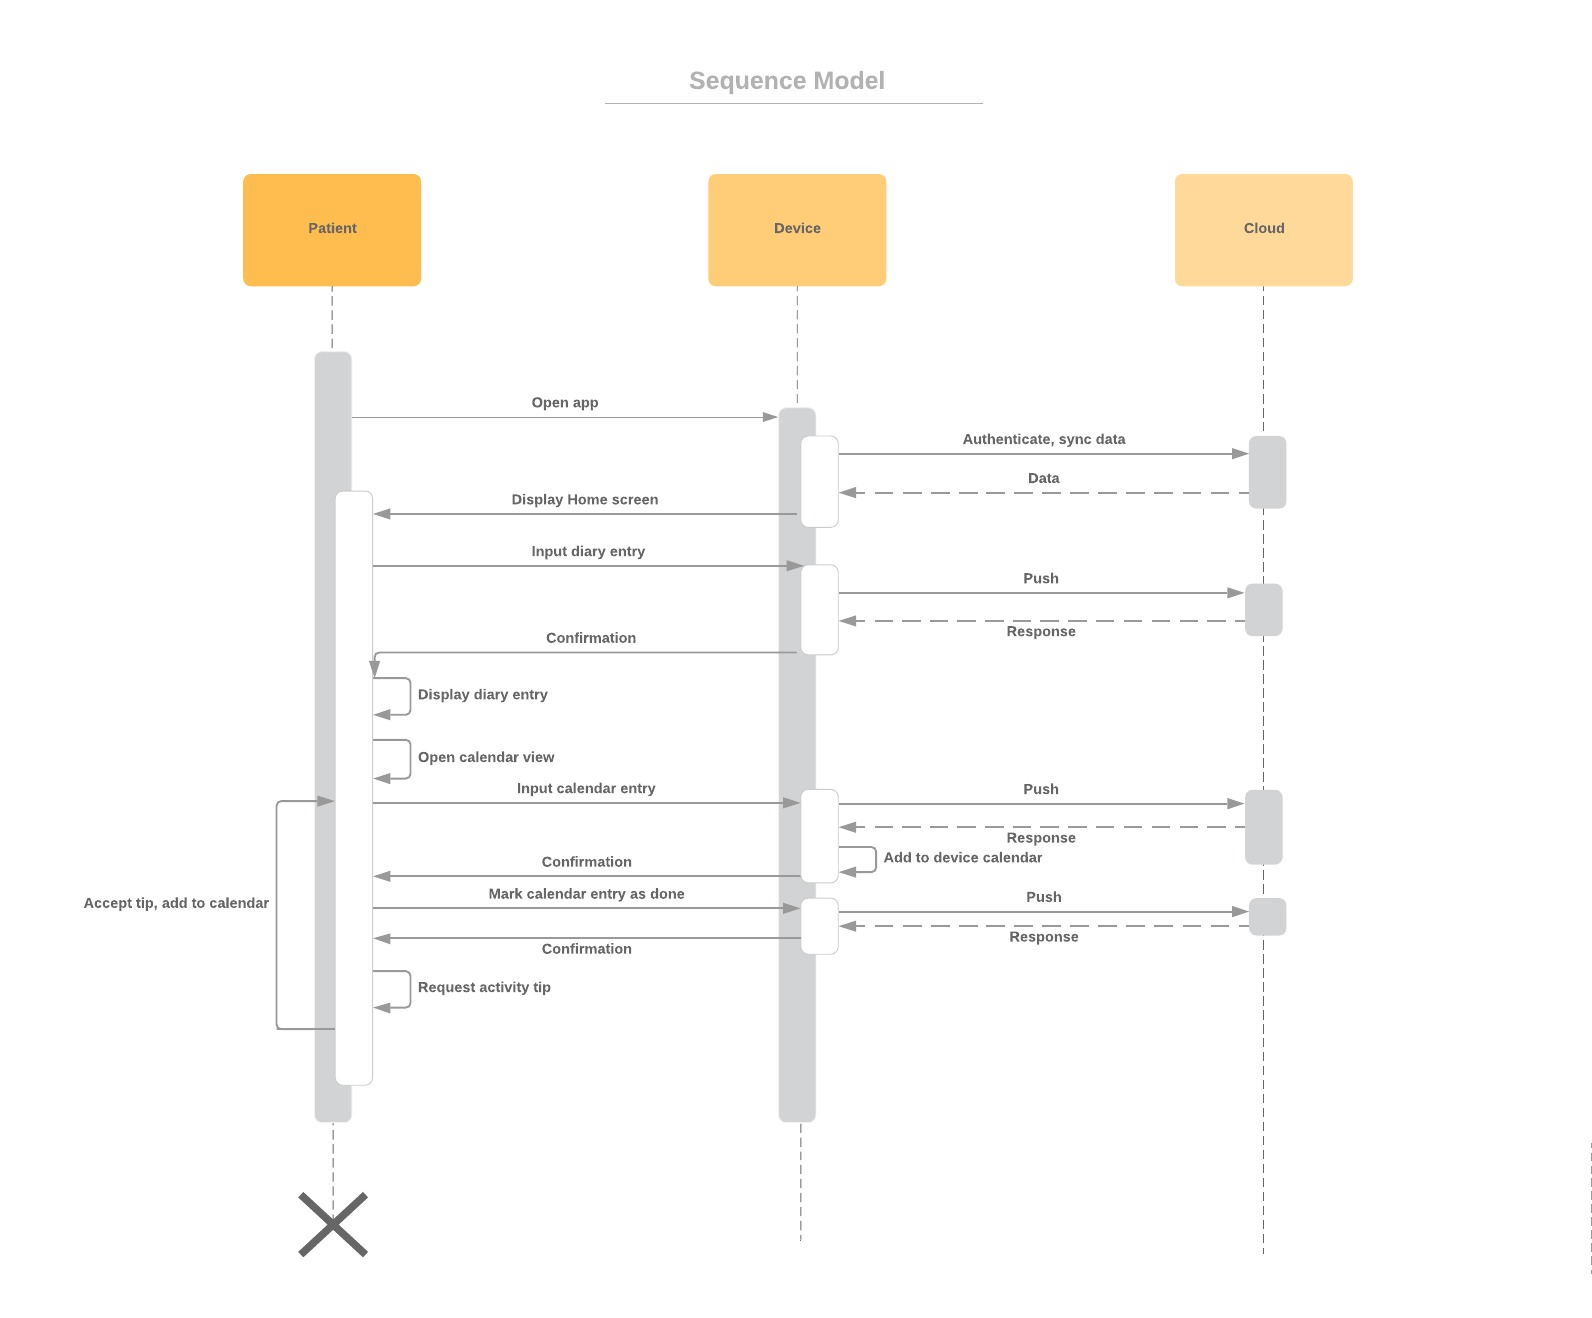 Sequence Model
Patient
Device
Cloud
Open app
Authenticate, sync data
Data
Display Home screen
Input diary entry
Push
Response
Confirmation
Display diary entry
Open calendar view
Input calendar entry
Push
Response
Add to device calendar
Confirmation
Mark calendar entry as done
Push
Accept tip, add to calendar
Response
Confirmation
Request activity tip